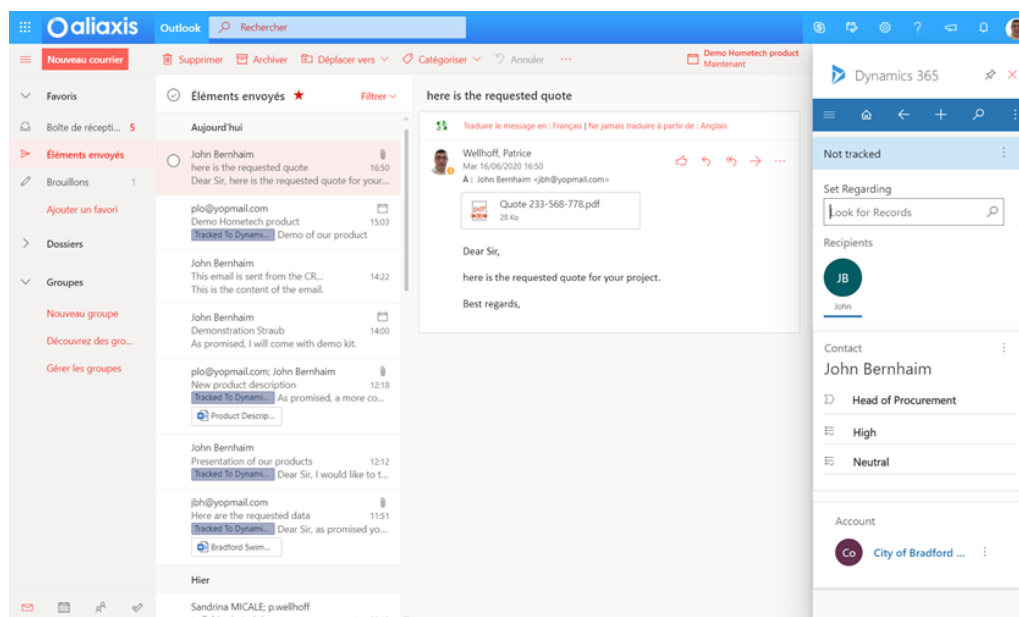 aliaxis
Outlook
Rechercher
Nouveau courrier
Supprimer
Archiver
Déplacer vers
Catégoriser
Annuler
Demo Hometech product
Maintenant
Favoris
Boîte de récepti... 5
Éléments envoyés
Brouillons 1
Ajouter un favori
Dossiers
Groupes
Nouveau groupe
Découvrez des gro...
Gérer les groupes
Éléments envoyés ★
Filtrer
Aujourd'hui
John Bernhaim
here is the requested quote 16:50
Dear Sir, here is the requested quote for your...
plo@yopmail.com
Demo Hometech product 15:03
Tracked To Dynami... Demo of our product
John Bernhaim
This email is sent from the CR... 14:22
This is the content of the email.
John Bernhaim
Demonstration Straub 14:00
As promised, I will come with demo kit.
plo@yopmail.com; John Bernhaim
New product description 12:18
Tracked To Dynami... As promised, a more co...
Product Descrip...
John Bernhaim
Presentation of our products 12:12
Tracked To Dynami... Dear Sir, I would like to t...
jbh@yopmail.com
Here are the requested data 11:51
Tracked To Dynami... Dear Sir, as promised yo...
Bradford Swim...
Hier
Sandrina MICALE; p.wellhoff
here is the requested quote
Traduire le message en : Français | Ne jamais traduire à partir de : Anglais
Wellhoff, Patrice
Mar 16/06/2020 16:50
À : John Bernhaim <jbh@yopmail.com>
pdf
Quote 233-568-778.pdf
28 Ko
Dear Sir,
here is the requested quote for your project.
Best regards,
Dynamics 365
Not tracked
Set Regarding
Look for Records
Recipients
JB
John
Contact
John Bernhaim
Head of Procurement
High
Neutral
Account
Co
City of Bradford ...